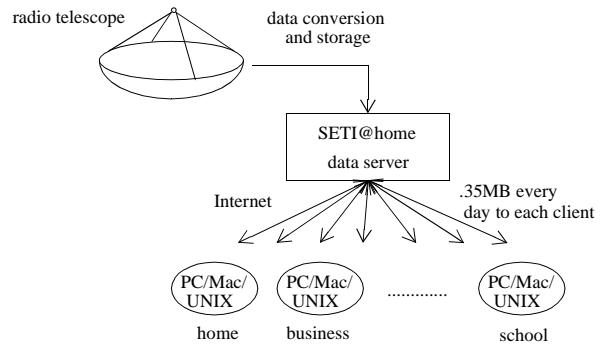 radio telescope
data conversion
and storage
SETI@home
data server
Internet
.35MB every
day to each client
PC/Mac/
UNIX
PC/Mac/
UNIX
.............
PC/Mac/
UNIX
home
business
school